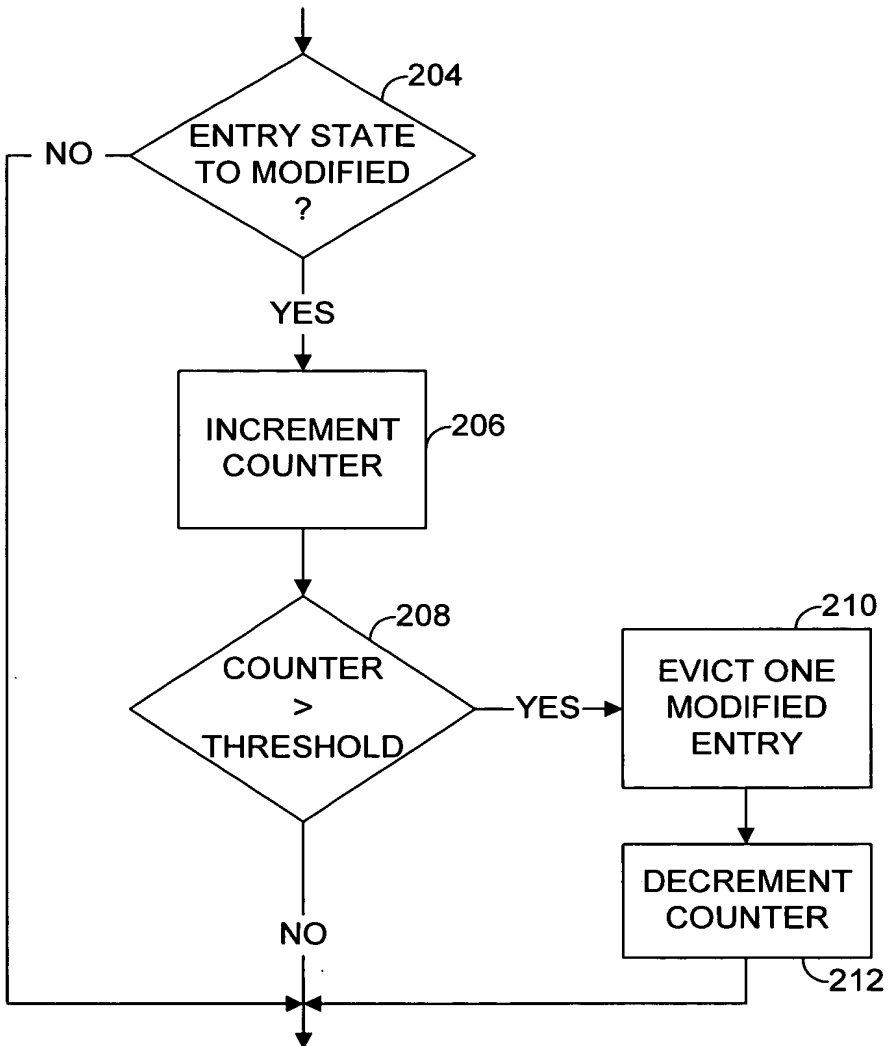 204
ENTRY STATE
TO MODIFIED
?
NO
YES
INCREMENT
COUNTER
206
208
COUNTER
>
THRESHOLD
YES
210
EVICT ONE
MODIFIED
ENTRY
DECREMENT
COUNTER
212
NO